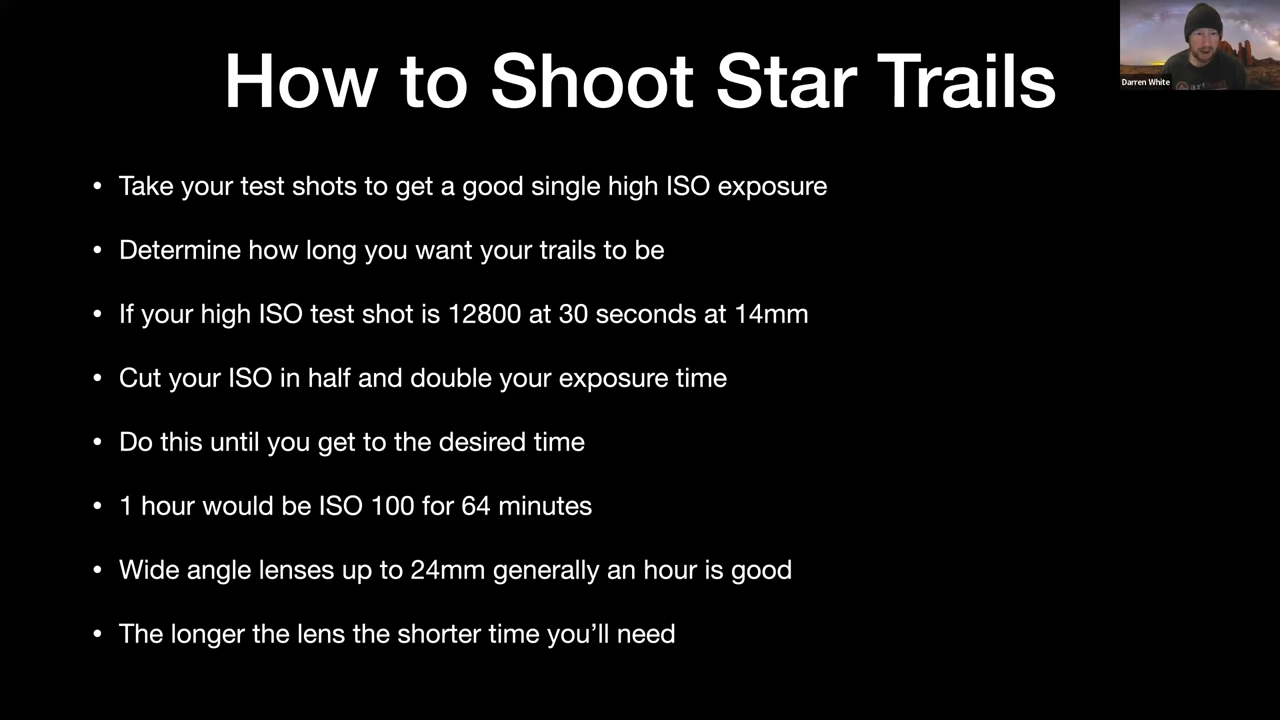 How to Shoot Star Trails
Darren White
• Take your test shots to get a good single high ISO exposure
• Determine how long you want your trails to be
• If your high ISO test shot is 12800 at 30 seconds at 14mm
• Cut your ISO in half and double your exposure time
• Do this until you get to the desired time
• 1 hour would be ISO 100 for 64 minutes
• Wide angle lenses up to 24mm generally an hour is good
• The longer the lens the shorter time you’ll need